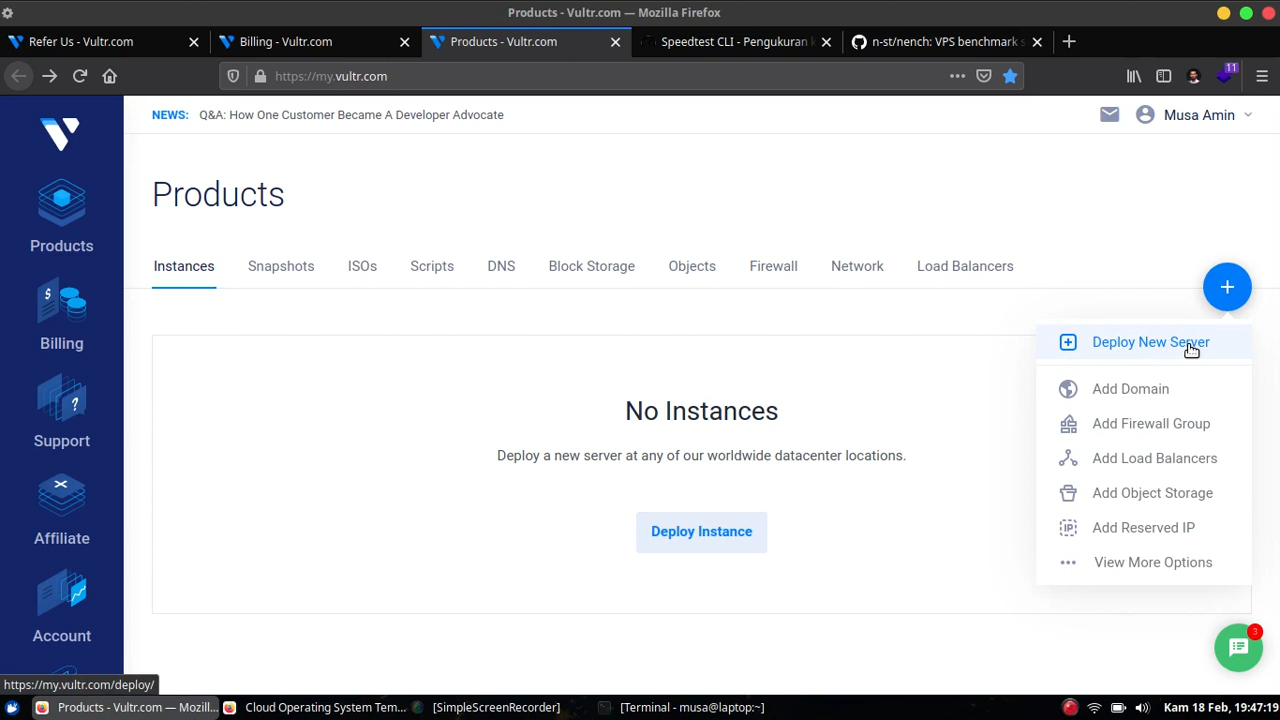 Products - Vultr.com — Mozilla Firefox
Refer Us - Vultr.com
Billing - Vultr.com
Products - Vultr.com
Speedtest CLI - Pengukuran k
n-st/nench: VPS benchmark s
https://my.vultr.com
11
NEWS: Q&A: How One Customer Became A Developer Advocate
Musa Amin
Products
Billing
Support
Affiliate
Account
Products
Instances
Snapshots
ISOs
Scripts
DNS
Block Storage
Objects
Firewall
Network
Load Balancers
No Instances
Deploy a new server at any of our worldwide datacenter locations.
Deploy Instance
Deploy New Server
Add Domain
Add Firewall Group
Add Load Balancers
Add Object Storage
IP Add Reserved IP
View More Options
3
https://my.vultr.com/deploy/
Products - Vultr.com — Mozill...
Cloud Operating System Tem...
[SimpleScreenRecorder]
[Terminal - musa@laptop:~]
Kam 18 Feb, 19:47:19